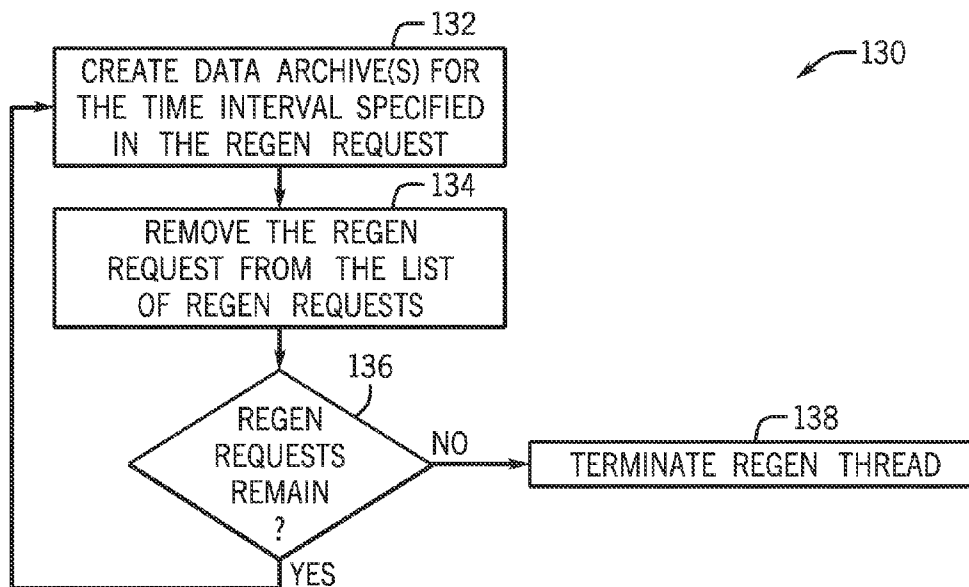 132
130
CREATE DATA ARCHIVE(S) FOR
THE TIME INTERVAL SPECIFIED
IN THE REGEN REQUEST
134
REMOVE THE REGEN
REQUEST FROM THE LIST
OF REGEN REQUESTS
136
REGEN
REQUESTS
REMAIN
?
NO
138
TERMINATE REGEN THREAD
YES